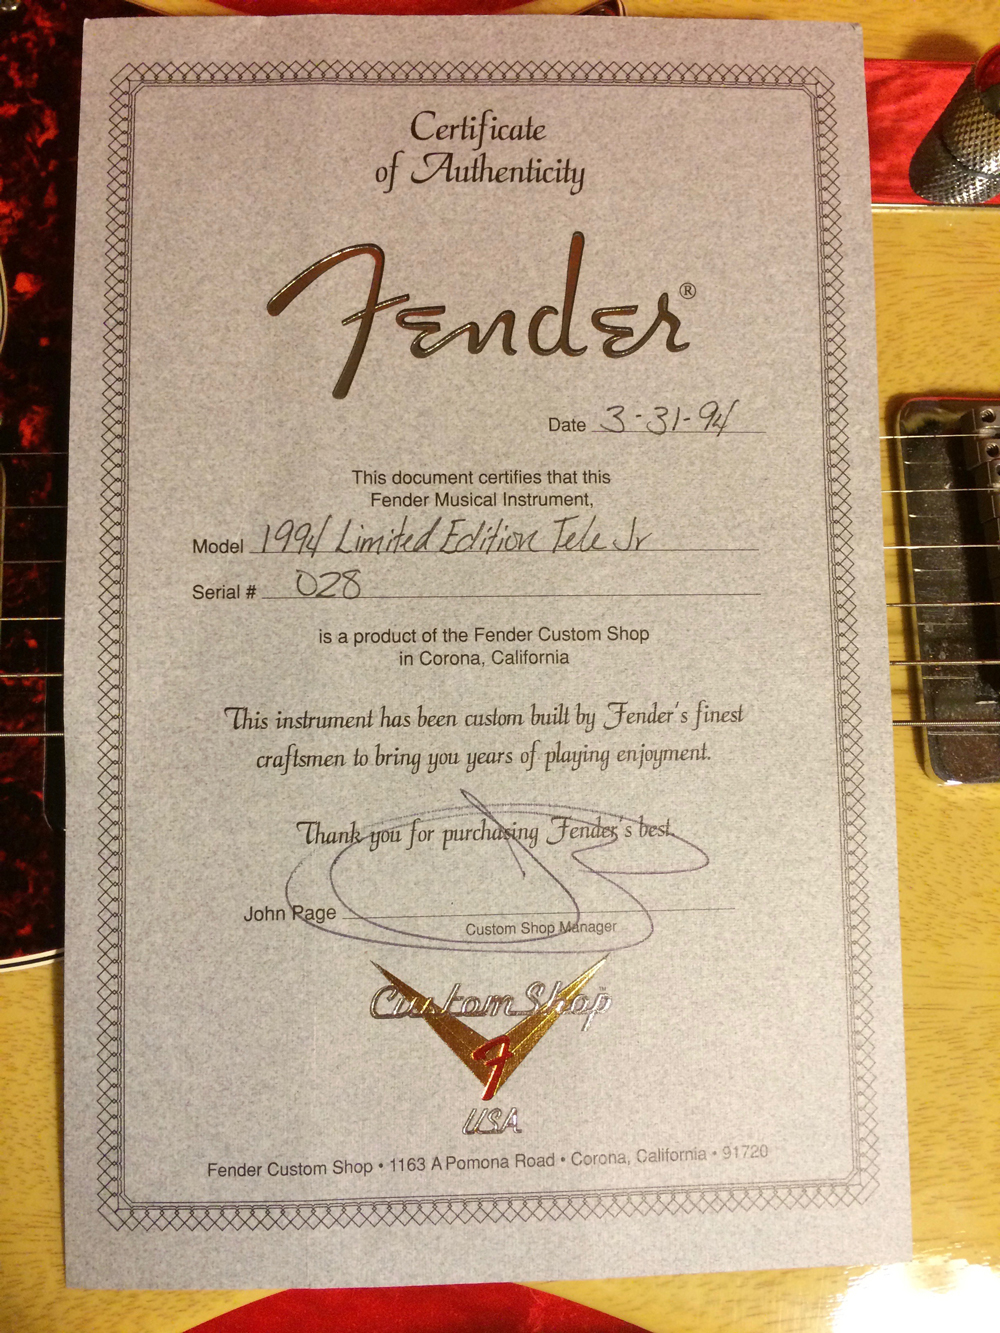 Certificate
of Authenticity
Fender®
Date 3-31-94
This document certifies that this
Fender Musical Instrument,
Model 1994 Limited Edition Tele Jr
Serial # 028
is a product of the Fender Custom Shop
in Corona, California
This instrument has been custom built by Fender's finest
craftsmen to bring you years of playing enjoyment.
Thank you for purchasing Fender's best.
John Page
Custom Shop Manager
Custom Shop™
F
USA
Fender Custom Shop • 1163 A Pomona Road • Corona, California • 91720